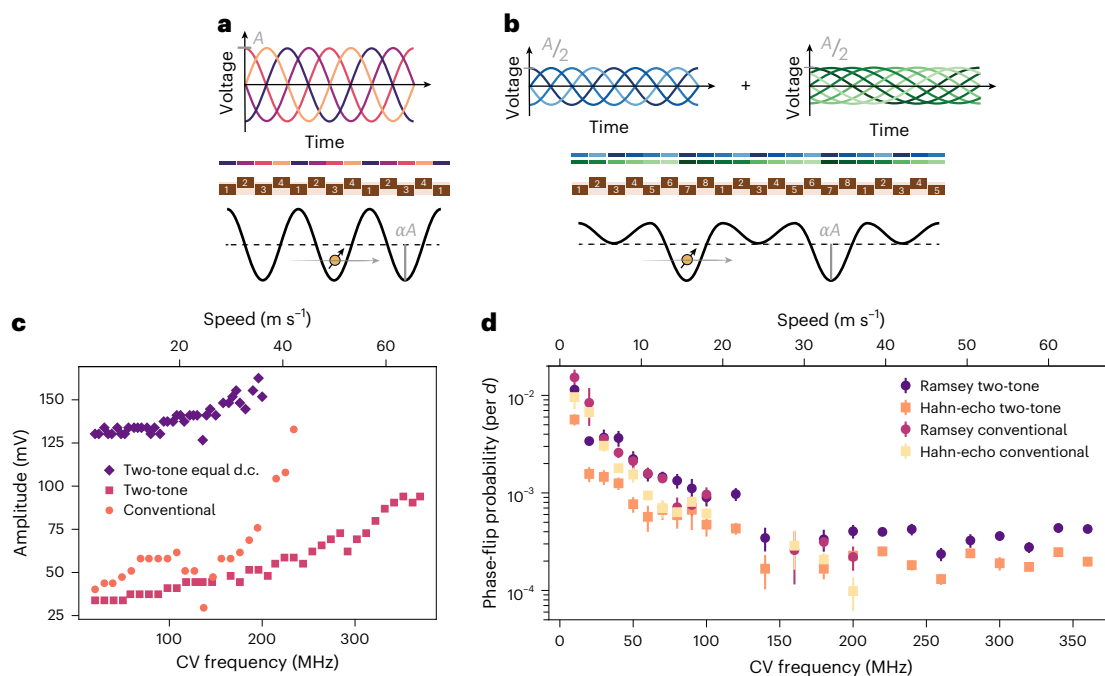 a
A
Voltage
Time
1 2 3 4 1 2 3 4 1 2 3 4 1
αA
b
A/2
Voltage
Time
+
A/2
Voltage
Time
1 2 3 4 5 6 7 8 1 2 3 4 5 6 7 8 1 2 3 4 5
αA
c
Speed (m s⁻¹)
20 40 60
Amplitude (mV)
150
125
100
75
50
25
Two-tone equal d.c.
Two-tone
Conventional
100 200 300
CV frequency (MHz)
d
Speed (m s⁻¹)
0 10 20 30 40 50 60
Phase-flip probability (per d)
10⁻²
10⁻³
10⁻⁴
Ramsey two-tone
Hahn-echo two-tone
Ramsey conventional
Hahn-echo conventional
0 50 100 150 200 250 300 350
CV frequency (MHz)